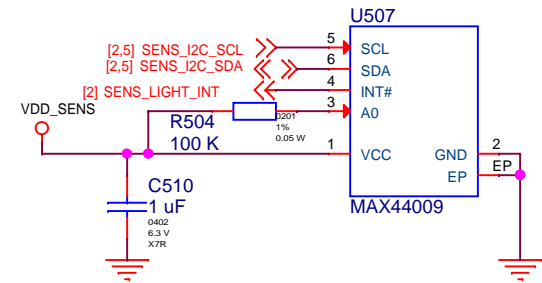 U507
[2,5] SENS_I2C_SCL
5
SCL
[2,5] SENS_I2C_SDA
6
SDA
[2] SENS_LIGHT_INT
4
INT#
3
A0
VDD_SENS
R504
100 K
0201
1%
0.05 W
1
VCC
GND
2
EP
EP
C510
1 uF
0402
6.3 V
X7R
MAX44009